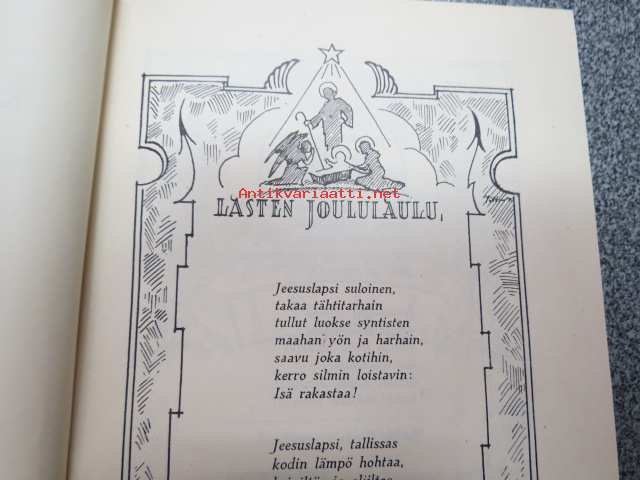 Antikvariaatti.net
LASTEN JOULULAULU,
Jeesuslapsi suloinen,
takaa tähtitarhain
tullut luokse syntisten
maahan yön ja harhain,
saavu joka kotihin,
kerro silmin loistavin:
Isä rakastaa!
Jeesuslapsi, tallissas
kodin lämpö hohtaa,